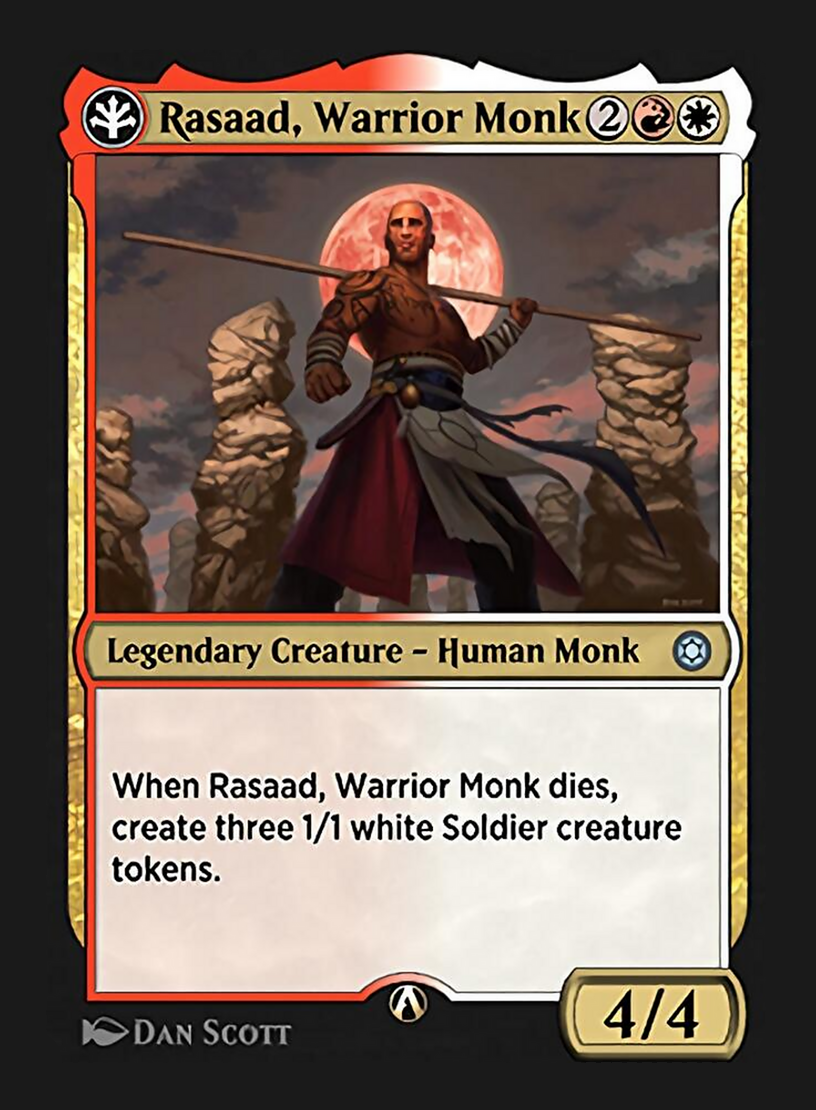 Rasaad, Warrior Monk 2
Legendary Creature – Human Monk
When Rasaad, Warrior Monk dies,
create three 1/1 white Soldier creature
tokens.
4/4
DAN SCOTT